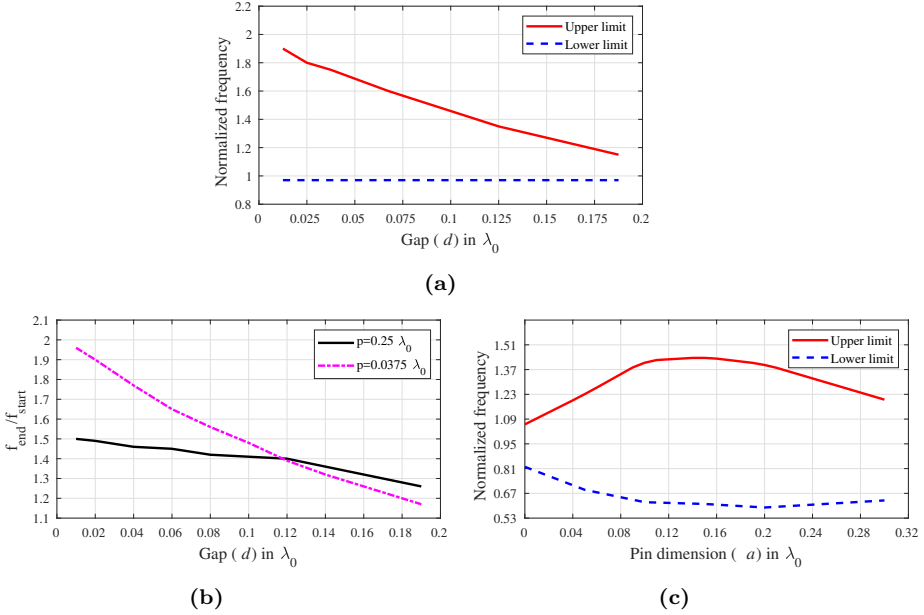 2.2
2
1.8
1.6
1.4
1.2
1
0.8
Normalized frequency
Upper limit
Lower limit
0 0.025 0.05 0.075 0.1 0.125 0.15 0.175 0.2
Gap ( d ) in λ0
(a)
2.1
2
1.9
1.8
1.7
1.6
1.5
1.4
1.3
1.2
1.1
f_end/f_start
p=0.25 λ0
p=0.0375 λ0
0 0.02 0.04 0.06 0.08 0.1 0.12 0.14 0.16 0.18 0.2
Gap ( d ) in λ0
(b)
1.51
1.37
1.23
1.09
0.95
0.81
0.67
0.53
Normalized frequency
Upper limit
Lower limit
0 0.04 0.08 0.12 0.16 0.2 0.24 0.28 0.32
Pin dimension ( a ) in λ0
(c)